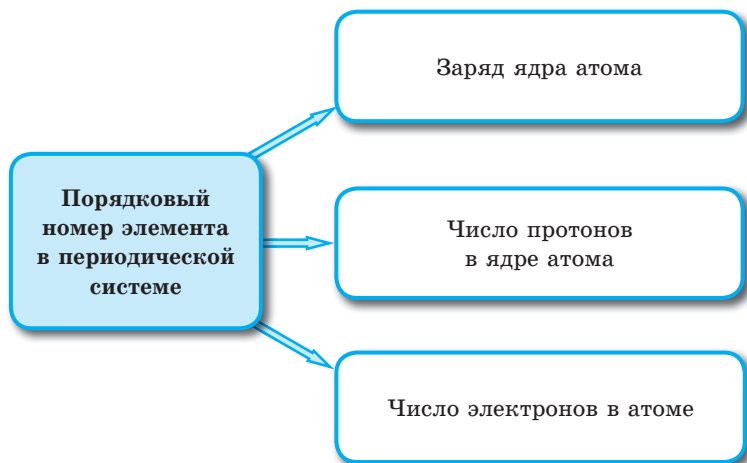 Заряд ядра атома
Порядковый
номер элемента
в периодической
системе
Число протонов
в ядре атома
Число электронов в атоме